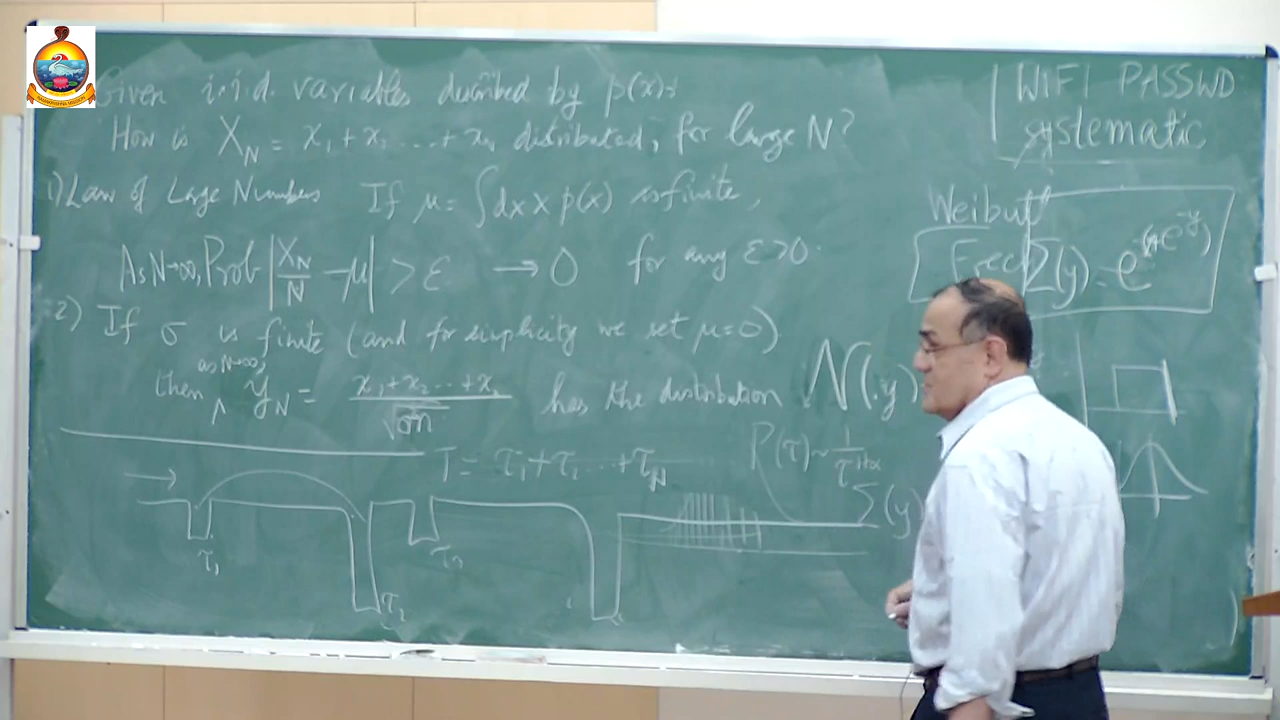 Given i.i.d. variables described by p(x):
How is X_N = x_1 + x_2 ... + x_n distributed, for large N?
1) Law of Large Numbers If μ = ∫dx x p(x) is finite,
As N→∞, Prob |X_N/N - μ| > ε → 0 for any ε>0.
2) If σ is finite (and for simplicity we set μ=0)
as N→∞,
then ∧ y_N = x_1 + x_2 ... + x_n / √σn has the distribution N(y)
T = τ_1 + τ_2 ... + τ_N
P(τ) ~ 1/τ^{1+α}
Σ(y)
τ_1
τ_2
τ_3
WIFI PASSWD
systematic
Weibull
Σ(y)